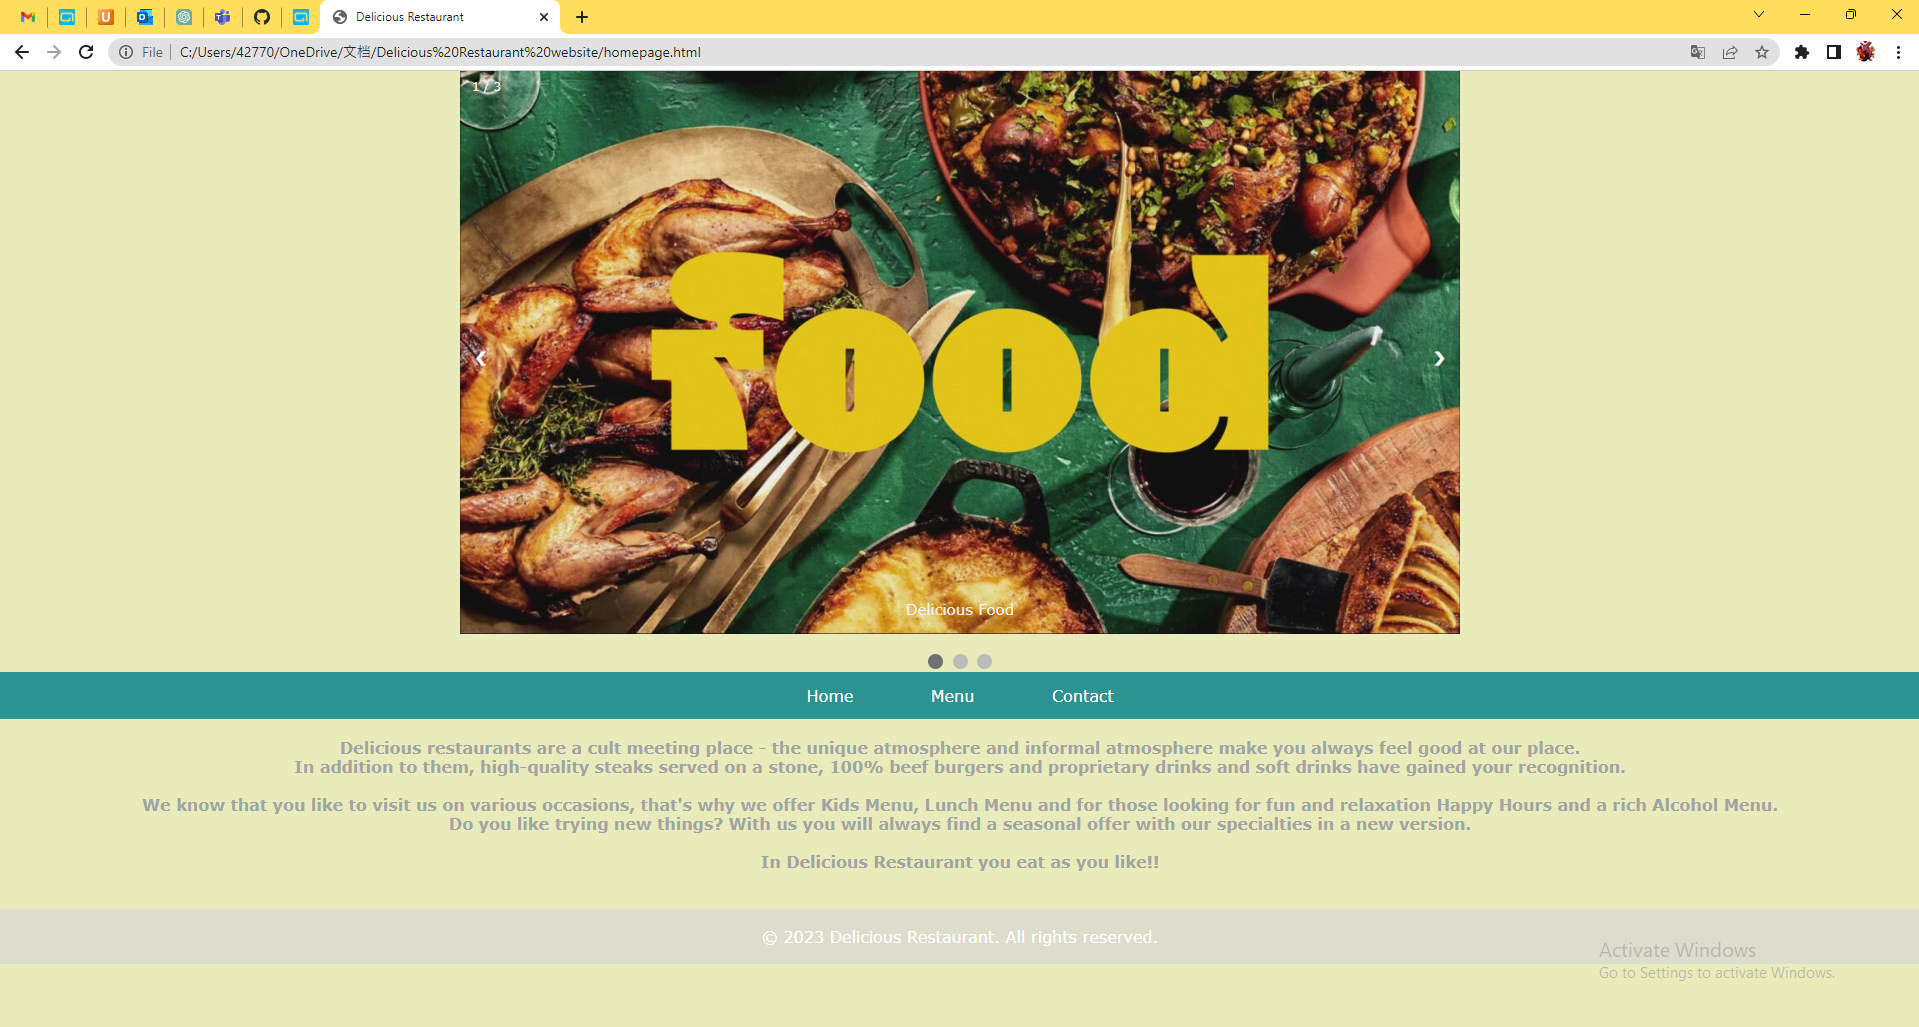 Delicious Restaurant
File
C:/Users/42770/OneDrive/文档/Delicious%20Restaurant%20website/homepage.html
1 / 3
food
STAUB
❮
❯
Delicious Food
Home Menu Contact
Delicious restaurants are a cult meeting place - the unique atmosphere and informal atmosphere make you always feel good at our place.
In addition to them, high-quality steaks served on a stone, 100% beef burgers and proprietary drinks and soft drinks have gained your recognition.
We know that you like to visit us on various occasions, that's why we offer Kids Menu, Lunch Menu and for those looking for fun and relaxation Happy Hours and a rich Alcohol Menu.
Do you like trying new things? With us you will always find a seasonal offer with our specialties in a new version.
In Delicious Restaurant you eat as you like!!
© 2023 Delicious Restaurant. All rights reserved.
Activate Windows
Go to Settings to activate Windows.